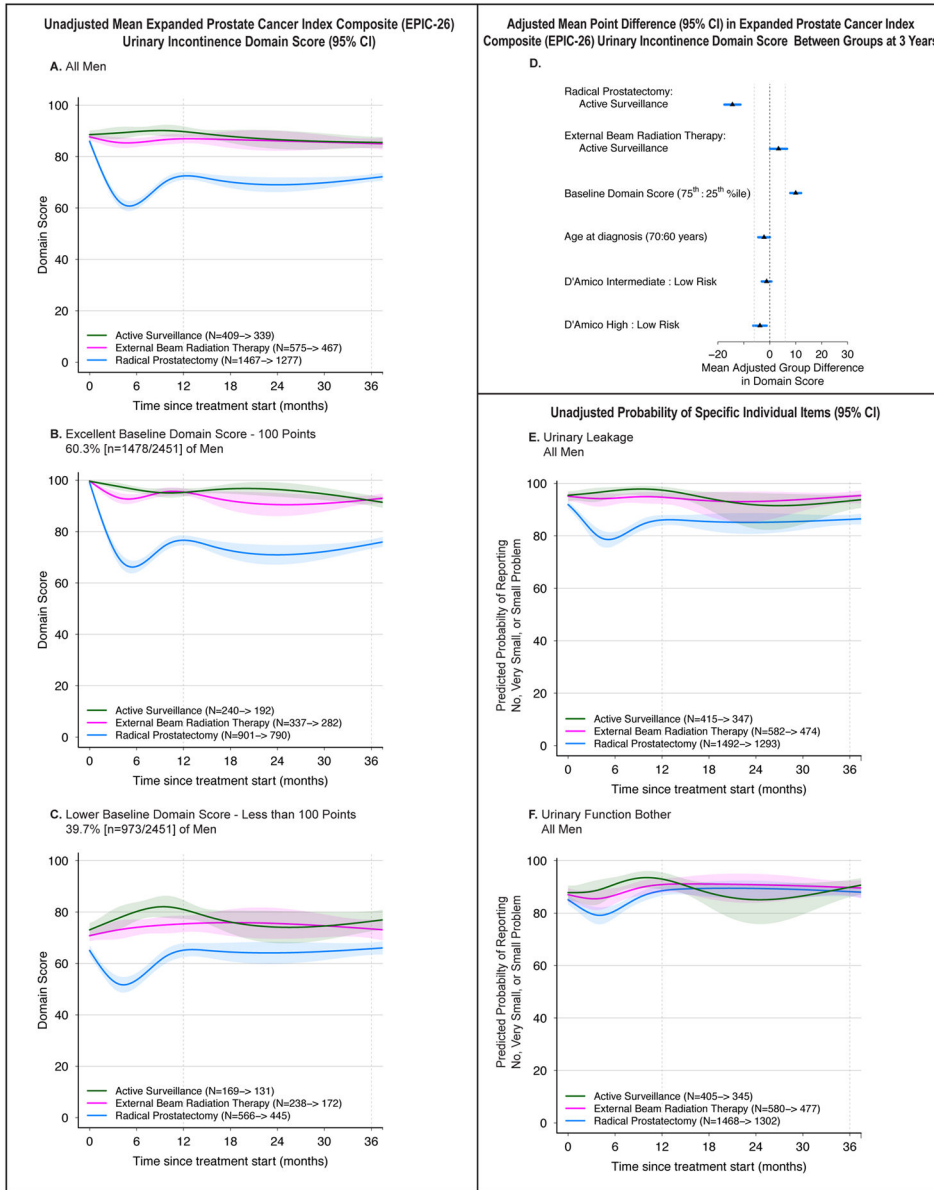 Unadjusted Mean Expanded Prostate Cancer Index Composite (EPIC-26)
Urinary Incontinence Domain Score (95% CI)
A. All Men
100
80
60
40
20
0
Domain Score
Active Surveillance (N=409–> 339)
External Beam Radiation Therapy (N=575–> 467)
Radical Prostatectomy (N=1467–> 1277)
0 6 12 18 24 30 36
Time since treatment start (months)
B. Excellent Baseline Domain Score - 100 Points
60.3% [n=1478/2451] of Men
100
80
60
40
20
0
Domain Score
Active Surveillance (N=240–> 192)
External Beam Radiation Therapy (N=337–> 282)
Radical Prostatectomy (N=901–> 790)
0 6 12 18 24 30 36
Time since treatment start (months)
C. Lower Baseline Domain Score - Less than 100 Points
39.7% [n=973/2451] of Men
100
80
60
40
20
0
Domain Score
Active Surveillance (N=169–> 131)
External Beam Radiation Therapy (N=238–> 172)
Radical Prostatectomy (N=566–> 445)
0 6 12 18 24 30 36
Time since treatment start (months)
Adjusted Mean Point Difference (95% CI) in Expanded Prostate Cancer Index
Composite (EPIC-26) Urinary Incontinence Domain Score Between Groups at 3 Years
D.
Radical Prostatectomy:
Active Surveillance
External Beam Radiation Therapy:
Active Surveillance
Baseline Domain Score (75th : 25th %ile)
Age at diagnosis (70:60 years)
D'Amico Intermediate : Low Risk
D'Amico High : Low Risk
−20 0 10 20 30
Mean Adjusted Group Difference
in Domain Score
Unadjusted Probability of Specific Individual Items (95% CI)
E. Urinary Leakage
All Men
100
80
60
40
20
0
Predicted Probabilty of Reporting
No, Very Small, or Small Problem
Active Surveillance (N=415–> 347)
External Beam Radiation Therapy (N=582–> 474)
Radical Prostatectomy (N=1492–> 1293)
0 6 12 18 24 30 36
Time since treatment start (months)
F. Urinary Function Bother
All Men
100
80
60
40
20
0
Predicted Probabilty of Reporting
No, Very Small, or Small Problem
Active Surveillance (N=405–> 345)
External Beam Radiation Therapy (N=580–> 477)
Radical Prostatectomy (N=1468–> 1302)
0 6 12 18 24 30 36
Time since treatment start (months)